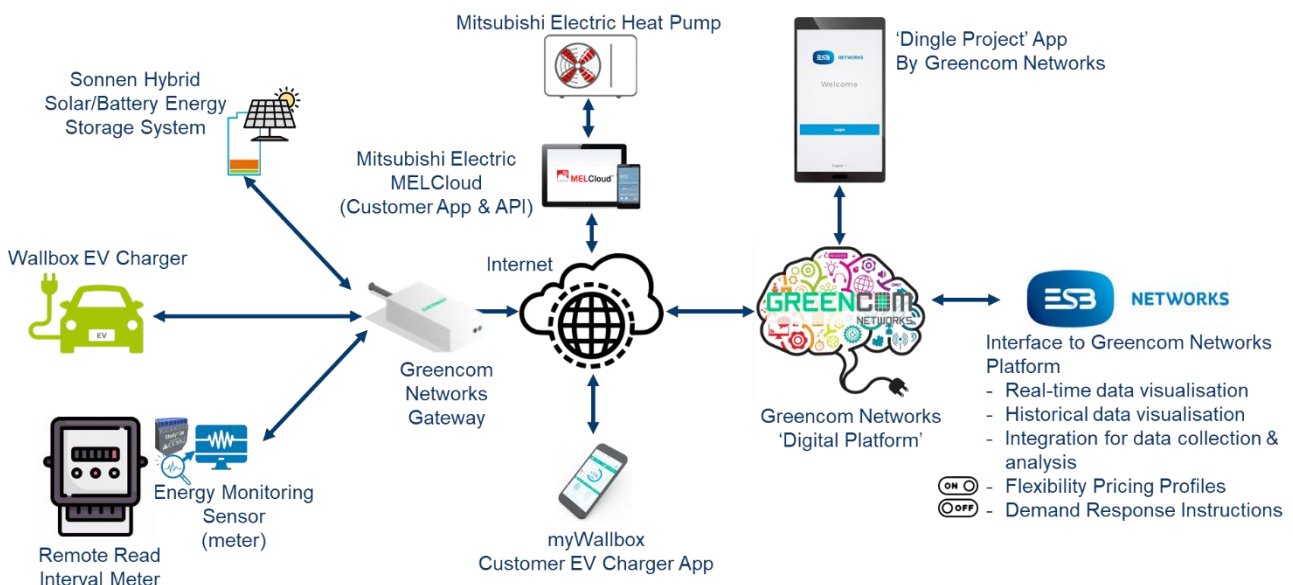 Mitsubishi Electric Heat Pump
'Dingle Project' App
By Greencom Networks
ESB
NETWORKS
Welcome
Login
Sonnen Hybrid
Solar/Battery Energy
Storage System
Mitsubishi Electric
MELCloud
(Customer App & API)
MELCloud
Wallbox EV Charger
EV
Internet
GREENCOM
NETWORKS
ESB
NETWORKS
Greencom
Networks
Gateway
Interface to Greencom Networks
Platform
- Real-time data visualisation
- Historical data visualisation
- Integration for data collection &
analysis
ON - Flexibility Pricing Profiles
OFF - Demand Response Instructions
Greencom Networks
'Digital Platform'
Energy Monitoring
Sensor
(meter)
Remote Read
Interval Meter
myWallbox
Customer EV Charger App